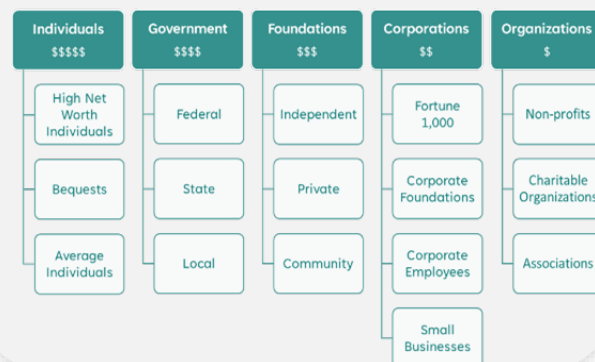 Individuals
$$$$$
High Net
Worth
Individuals
Bequests
Average
Individuals
Government
$$$$
Federal
State
Local
Foundations
$$$
Independent
Private
Community
Corporations
$$
Fortune
1,000
Corporate
Foundations
Corporate
Employees
Small
Businesses
Organizations
$
Non-profits
Charitable
Organizations
Associations